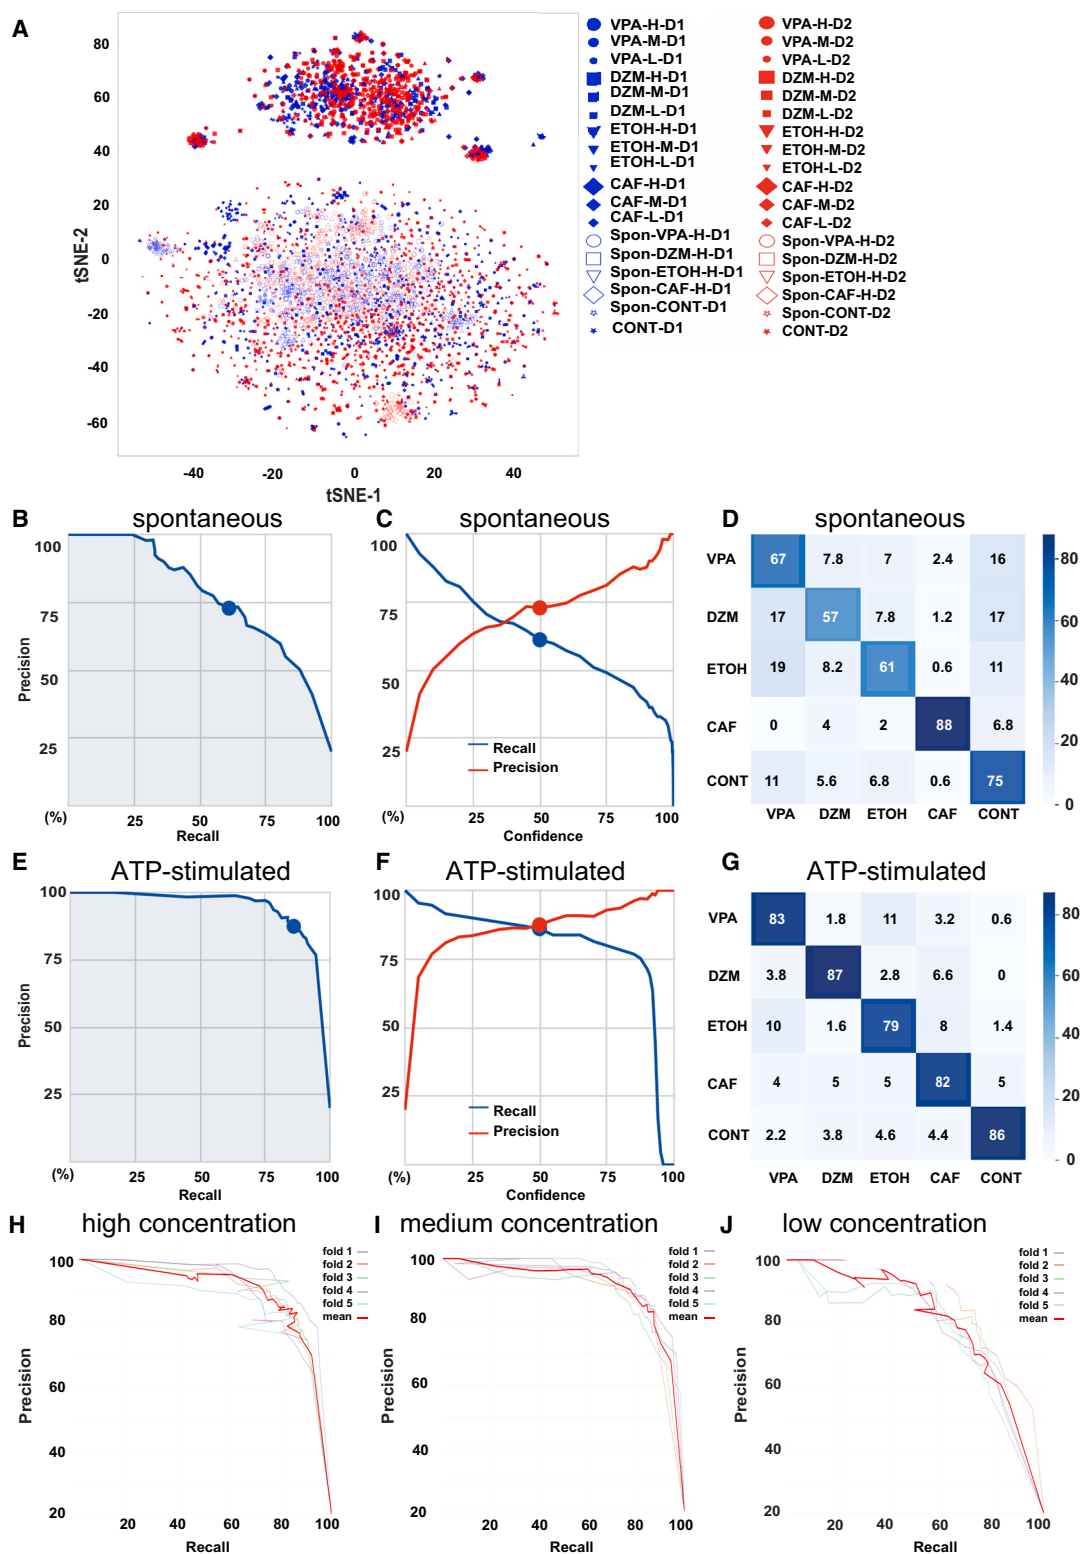 A
80
60
40
20
0
-20
-40
-60
tSNE-2
-40
-20
0
20
40
tSNE-1
VPA-H-D1
VPA-M-D1
VPA-L-D1
DZM-H-D1
DZM-M-D1
DZM-L-D1
ETOH-H-D1
ETOH-M-D1
ETOH-L-D1
CAF-H-D1
CAF-M-D1
CAF-L-D1
Spon-VPA-H-D1
Spon-DZM-H-D1
Spon-ETOH-H-D1
Spon-CAF-H-D1
Spon-CONT-D1
CONT-D1
VPA-H-D2
VPA-M-D2
VPA-L-D2
DZM-H-D2
DZM-M-D2
DZM-L-D2
ETOH-H-D2
ETOH-M-D2
ETOH-L-D2
CAF-H-D2
CAF-M-D2
CAF-L-D2
Spon-VPA-H-D2
Spon-DZM-H-D2
Spon-ETOH-H-D2
Spon-CAF-H-D2
Spon-CONT-D2
CONT-D2
B
spontaneous
100
75
50
25
(%)
Precision
25
50
75
100
Recall
C
spontaneous
100
75
50
25
(%)
Recall
Precision
25
50
75
100
Confidence
D
spontaneous
VPA 67 7.8 7 2.4 16
DZM 17 57 7.8 1.2 17
ETOH 19 8.2 61 0.6 11
CAF 0 4 2 88 6.8
CONT 11 5.6 6.8 0.6 75
VPA DZM ETOH CAF CONT
80
60
40
20
0
E
ATP-stimulated
100
75
50
25
(%)
Precision
25
50
75
100
Recall
F
ATP-stimulated
100
75
50
25
(%)
Recall
Precision
25
50
75
100
Confidence
G
ATP-stimulated
VPA 83 1.8 11 3.2 0.6
DZM 3.8 87 2.8 6.6 0
ETOH 10 1.6 79 8 1.4
CAF 4 5 5 82 5
CONT 2.2 3.8 4.6 4.4 86
VPA DZM ETOH CAF CONT
80
60
40
20
0
H
high concentration
fold 1
fold 2
fold 3
fold 4
fold 5
mean
100
80
60
40
20
Precision
20
40
60
80
100
Recall
I
medium concentration
fold 1
fold 2
fold 3
fold 4
fold 5
mean
100
80
60
40
20
Precision
20
40
60
80
100
Recall
J
low concentration
fold 1
fold 2
fold 3
fold 4
fold 5
mean
100
80
60
40
20
Precision
20
40
60
80
100
Recall